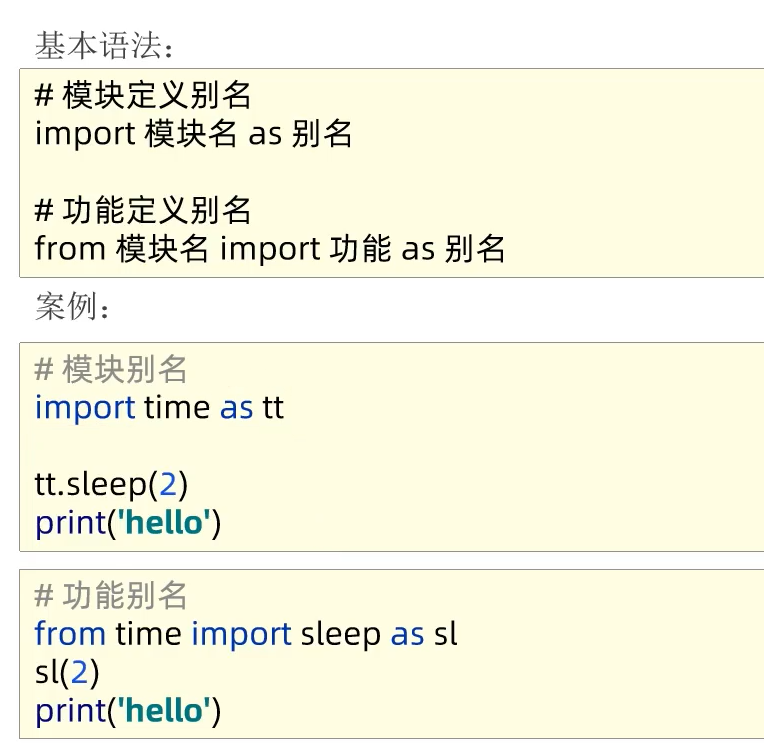 基本语法：
# 模块定义别名
import 模块名 as 别名
# 功能定义别名
from 模块名 import 功能 as 别名
案例：
# 模块别名
import time as tt
tt.sleep(2)
print('hello')
# 功能别名
from time import sleep as sl
sl(2)
print('hello')